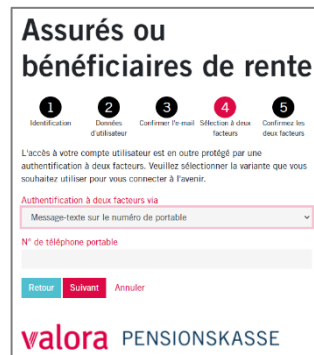 Assurés ou
bénéficiaires de rente
1 2 3 4 5
Identification Données d'utilisateur Confirmer l'e-mail Sélection à deux facteurs Confirmez les deux facteurs
L'accès à votre compte utilisateur est en outre protégé par une
authentification à deux facteurs. Veuillez sélectionner la variante que vous
souhaitez utiliser pour vous connecter à l'avenir.
Authentification à deux facteurs via
Message-texte sur le numéro de portable
N° de téléphone portable
Retour Suivant Annuler
valora PENSIONSKASSE